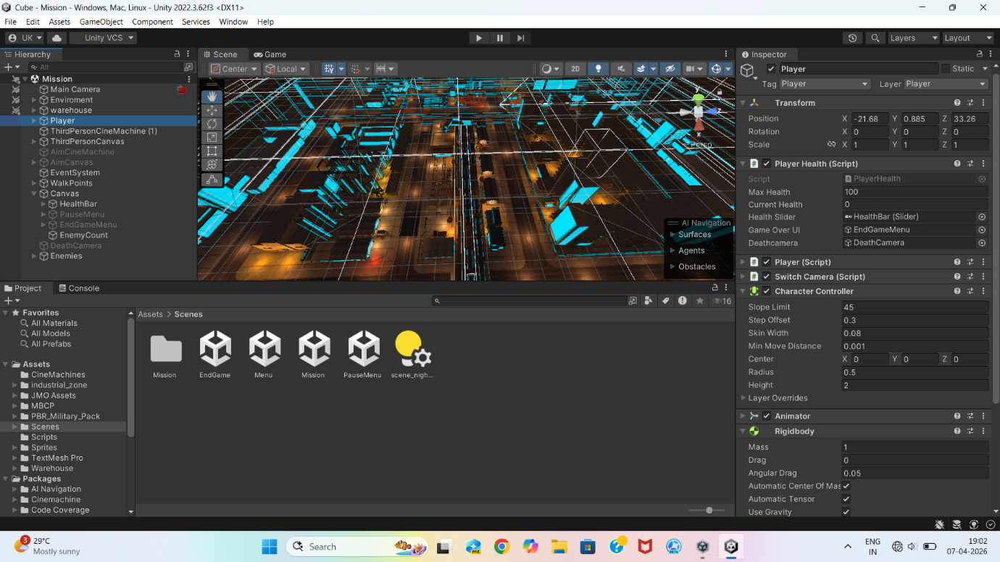 Cube - Mission - Windows, Mac, Linux - Unity 2022.3.62f3 <DX11>
File Edit Assets GameObject Component Services Window Help
UK Unity VCS Layers Layout
Hierarchy
All
Mission
Main Camera
Enviroment
warehouse
Player
ThirdPersonCineMachine (1)
ThirdPersonCanvas
AimCineMachine
AimCanvas
EventSystem
WalkPoints
Canvas
HealthBar
PauseMenu
EndGameMenu
EnemyCount
DeathCamera
Enemies
Scene Game
Center Local 2D
y
z
x
Persp
AI Navigation
Surfaces
Agents
Obstacles
Inspector
Player Static
Tag Player Layer Player
Transform
Position X -21.68 Y 0.885 Z 33.26
Rotation X 0 Y 0 Z 0
Scale X 1 Y 1 Z 1
Player Health (Script)
Script PlayerHealth
Max Health 100
Current Health 0
Health Slider HealthBar (Slider)
Game Over UI EndGameMenu
Deathcamera DeathCamera
Player (Script)
Switch Camera (Script)
Character Controller
Slope Limit 45
Step Offset 0.3
Skin Width 0.08
Min Move Distance 0.001
Center X 0 Y 0 Z 0
Radius 0.5
Height 2
Layer Overrides
Animator
Rigidbody
Mass 1
Drag 0
Angular Drag 0.05
Automatic Center Of Mas
Automatic Tensor
Use Gravity
Project Console
16
Favorites
All Materials
All Models
All Prefabs
Assets
CineMachines
industrial_zone
JMO Assets
MBCP
PBR_Military_Pack
Scenes
Scripts
Sprites
TextMesh Pro
Warehouse
Packages
AI Navigation
Cinemachine
Code Coverage
Assets > Scenes
Mission EndGame Menu Mission PauseMenu scene_nigh...
3
29°C
Mostly sunny
Search
PRE
BETA
ENG
IN
19:02
07-04-2026